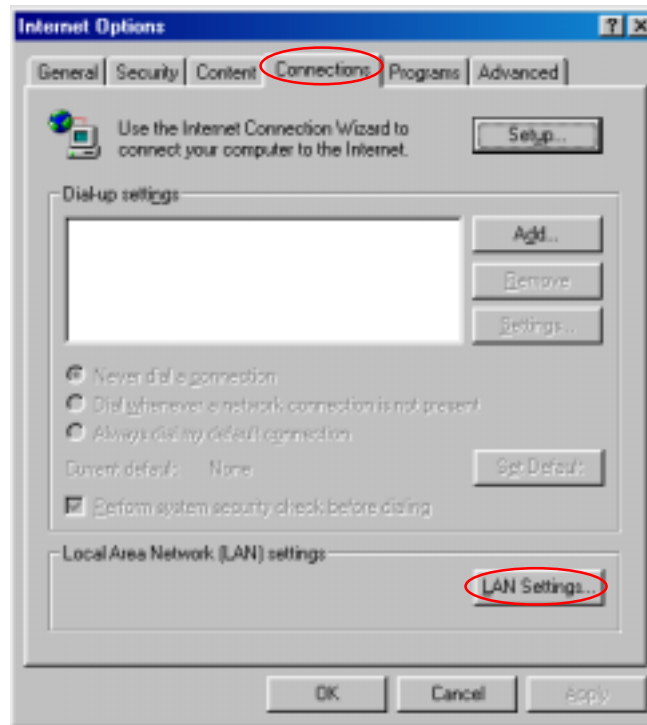 Internet Options
General Security Content Connections Programs Advanced
Use the Internet Connection Wizard to
connect your computer to the Internet.
Setup...
Dial-up settings
Add...
Remove
Settings...
Never dial a connection
Dial whenever a network connection is not present
Always dial my default connection
Current default: None
Set Default
Perform system security check before dialing
Local Area Network (LAN) settings
LAN Settings...
OK Cancel Apply